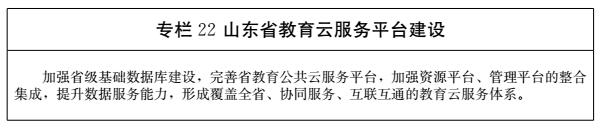 专栏 22 山东省教育云服务平台建设
加强省级基础数据库建设，完善省教育公共云服务平台，加强资源平台、管理平台的整合
集成，提升数据服务能力，形成覆盖全省、协同服务、互联互通的教育云服务体系。